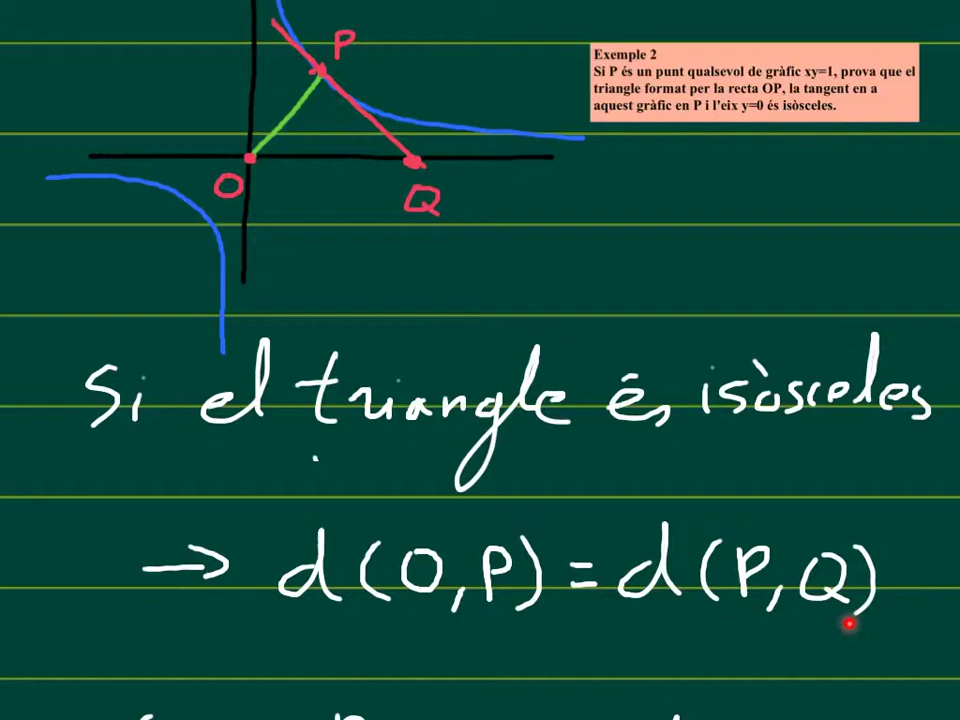 P
Exemple 2
Si P és un punt qualsevol de gràfic xy=1, prova que el
triangle format per la recta OP, la tangent en a
aquest gràfic en P i l'eix y=0 és isòsceles.
O
Q
Si el triangle és isòsceles
→ d(O,P) = d(P,Q)